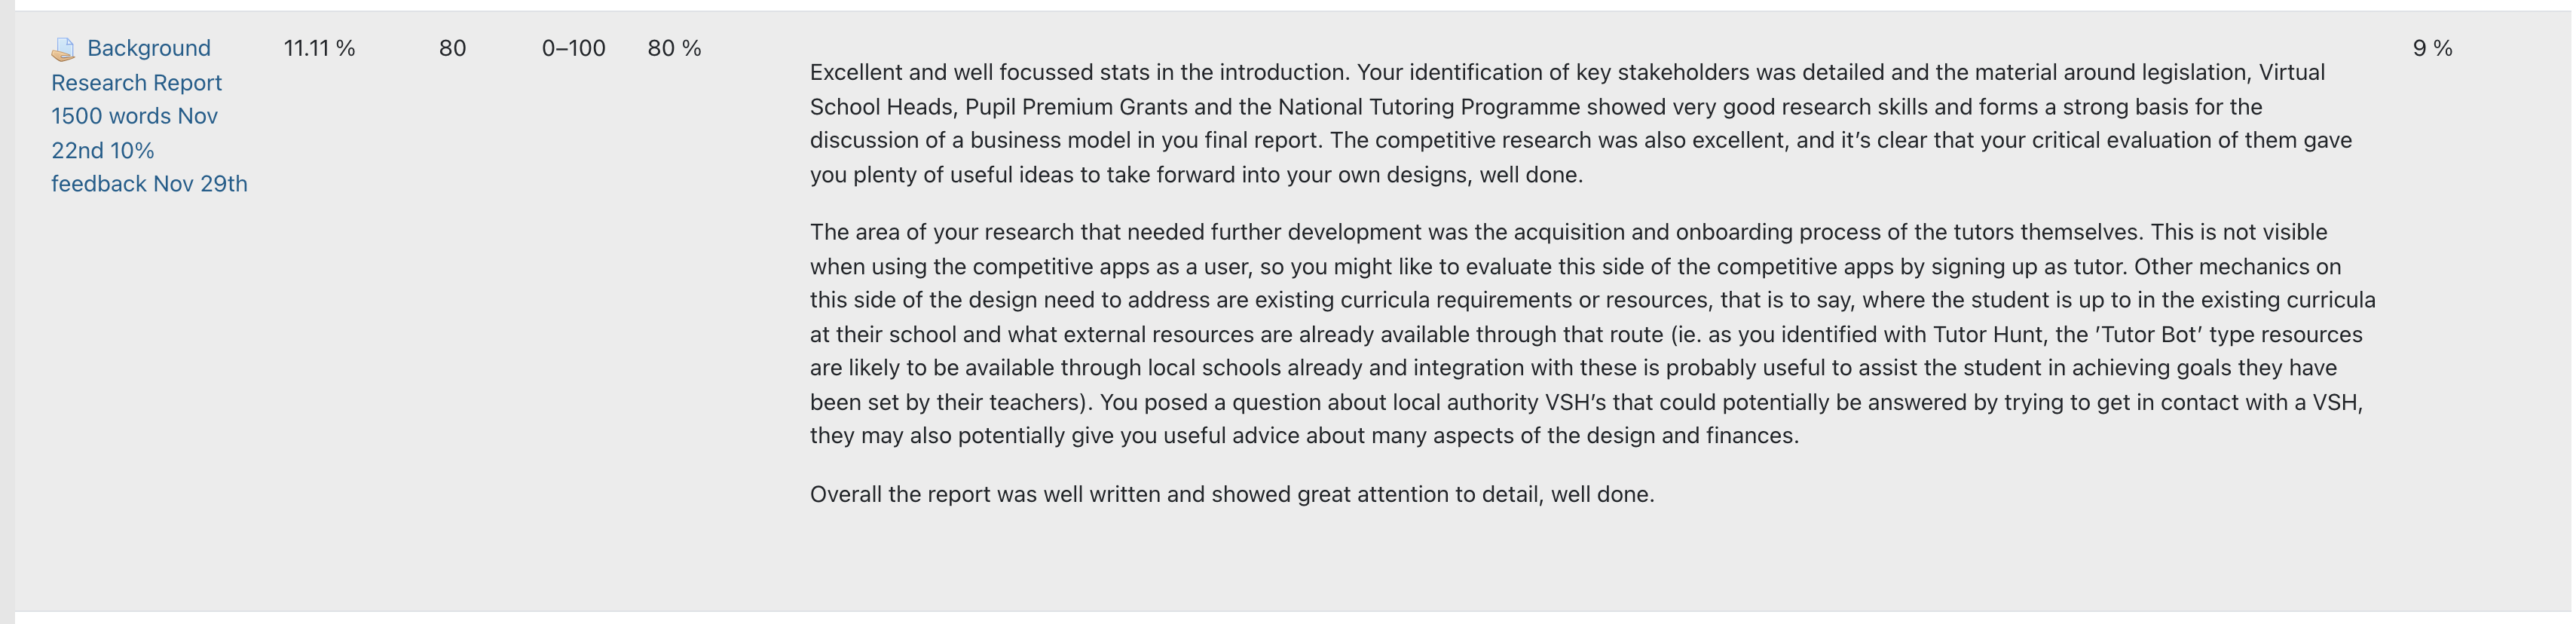 Background 11.11 % 80 0–100 80 % 9 %
Research Report
1500 words Nov
22nd 10%
feedback Nov 29th
Excellent and well focussed stats in the introduction. Your identification of key stakeholders was detailed and the material around legislation, Virtual
School Heads, Pupil Premium Grants and the National Tutoring Programme showed very good research skills and forms a strong basis for the
discussion of a business model in you final report. The competitive research was also excellent, and it’s clear that your critical evaluation of them gave
you plenty of useful ideas to take forward into your own designs, well done.
The area of your research that needed further development was the acquisition and onboarding process of the tutors themselves. This is not visible
when using the competitive apps as a user, so you might like to evaluate this side of the competitive apps by signing up as tutor. Other mechanics on
this side of the design need to address are existing curricula requirements or resources, that is to say, where the student is up to in the existing curricula
at their school and what external resources are already available through that route (ie. as you identified with Tutor Hunt, the ’Tutor Bot’ type resources
are likely to be available through local schools already and integration with these is probably useful to assist the student in achieving goals they have
been set by their teachers). You posed a question about local authority VSH’s that could potentially be answered by trying to get in contact with a VSH,
they may also potentially give you useful advice about many aspects of the design and finances.
Overall the report was well written and showed great attention to detail, well done.